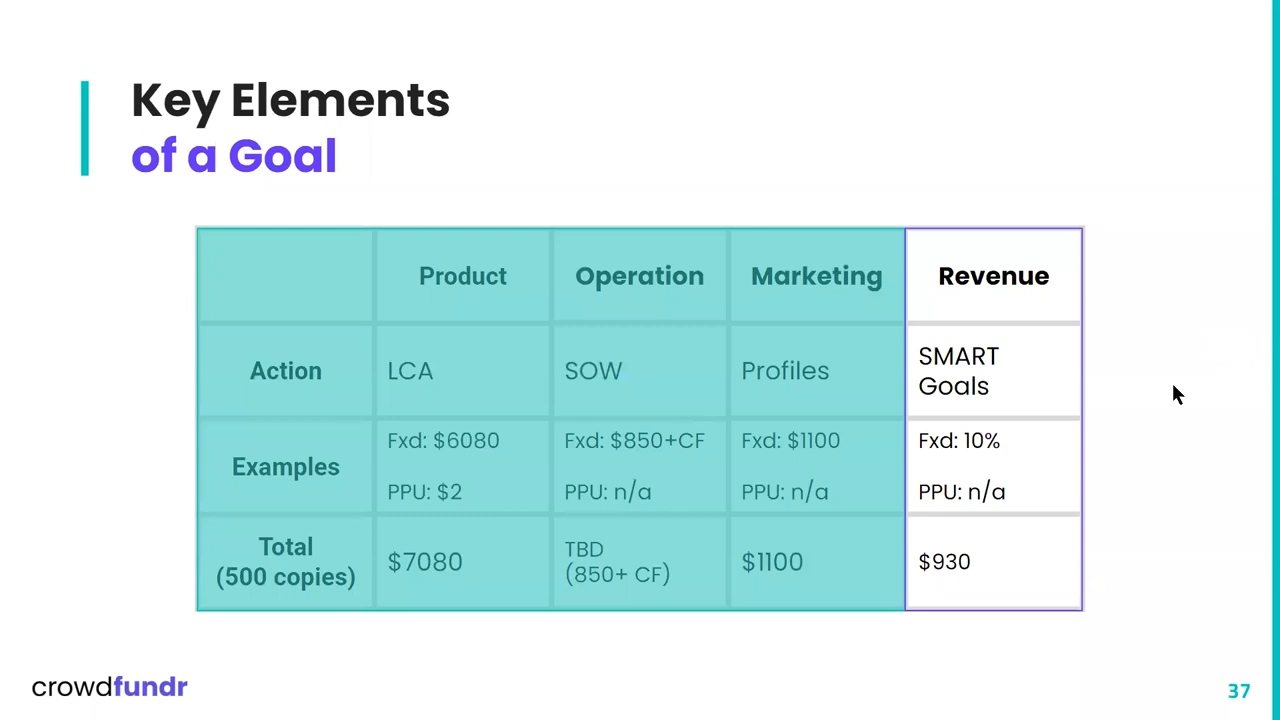 Key Elements
of a Goal
Product Operation Marketing Revenue
Action LCA SOW Profiles SMART
Goals
Examples Fxd: $6080 Fxd: $850+CF Fxd: $1100 Fxd: 10%
PPU: $2 PPU: n/a PPU: n/a PPU: n/a
Total
(500 copies) $7080 TBD
(850+ CF) $1100 $930
crowdfundr
37